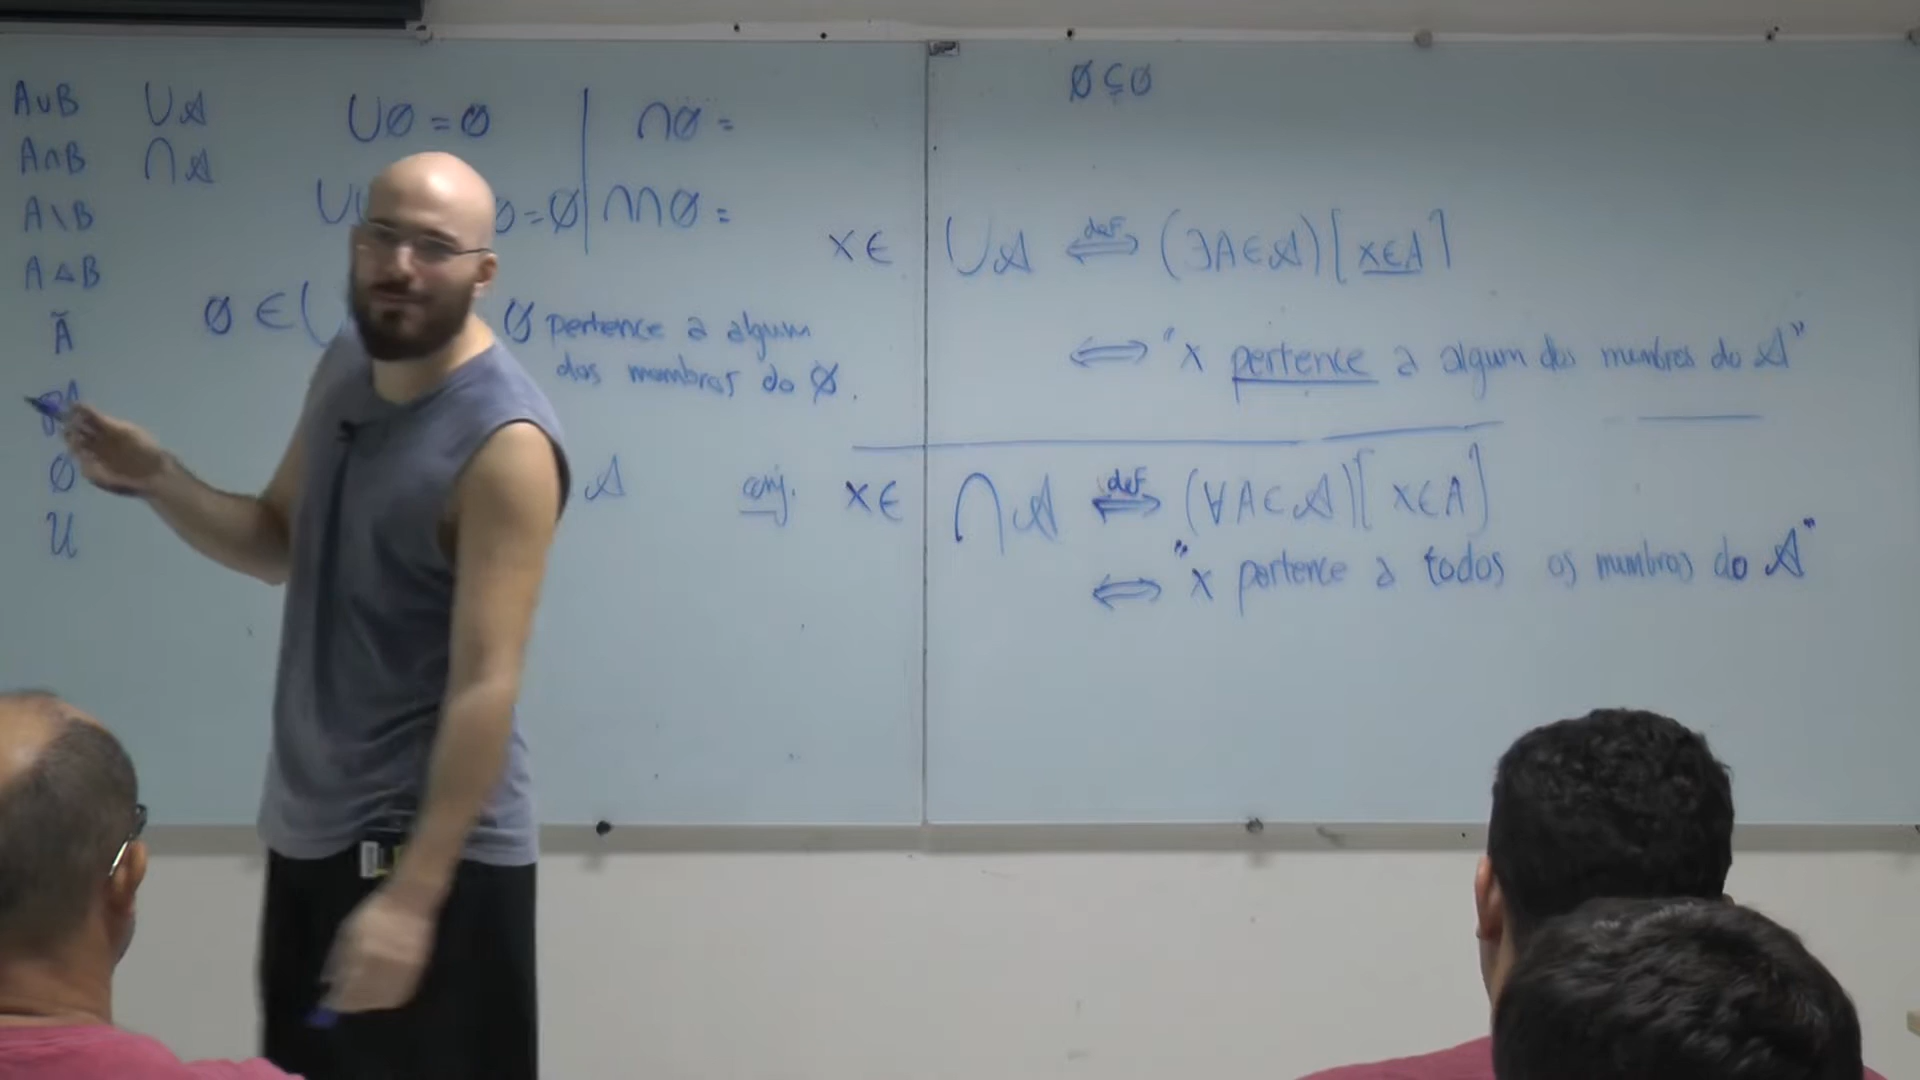 A∪B
A∩B
A\B
A△B
Ã
∅
U
⋃𝒜
⋂𝒜
⋃∅ = ∅
⋂∅ =
= ∅
⋂⋂∅ =
∅ ∈
∅ pertence a algum
dos membros do ∅.
𝒜
conj.
∅ ⊆ ∅
x ∈ ⋃𝒜 ⟺def (∃A∈𝒜)[x∈A]
⟺ "x pertence a algum dos membros do 𝒜"
x ∈ ⋂𝒜 ⟺def (∀A∈𝒜)[x∈A]
⟺ "x pertence a todos os membros do 𝒜"